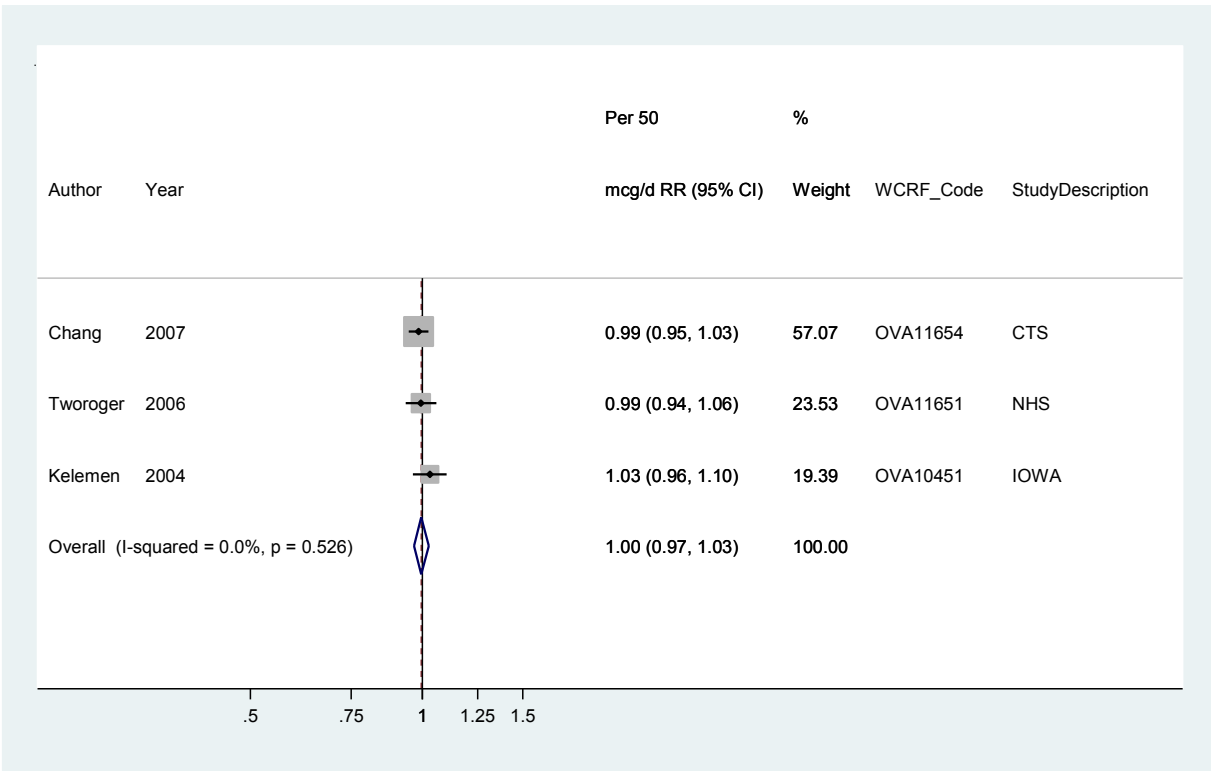 Per 50 %
Author Year mcg/d RR (95% CI) Weight WCRF_Code StudyDescription
Chang 2007 0.99 (0.95, 1.03) 57.07 OVA11654 CTS
Tworoger 2006 0.99 (0.94, 1.06) 23.53 OVA11651 NHS
Kelemen 2004 1.03 (0.96, 1.10) 19.39 OVA10451 IOWA
Overall (I-squared = 0.0%, p = 0.526) 1.00 (0.97, 1.03) 100.00
.5 .75 1 1.25 1.5